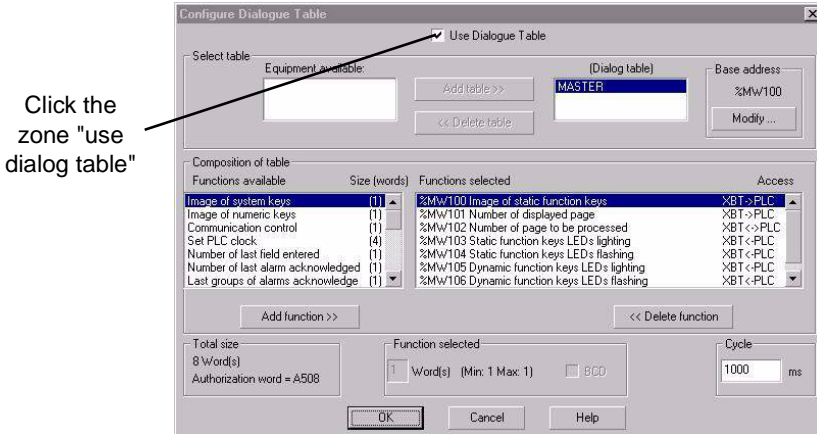 Configure Dialogue Table
Use Dialogue Table
Click the
zone "use
dialog table"
Select table
Equipment available:
Add table >>
<< Delete table
(Dialog table)
MASTER
Base address
%MW100
Modify ...
Composition of table
Functions available Size (words)
Image of system keys (1)
Image of numeric keys (1)
Communication control (1)
Set PLC clock (4)
Number of last field entered (1)
Number of last alarm acknowledged (1)
Last groups of alarms acknowledge (1)
Functions selected Access
%MW100 Image of static function keys XBT->PLC
%MW101 Number of displayed page XBT->PLC
%MW102 Number of page to be processed XBT<->PLC
%MW103 Static function keys LEDs lighting XBT<-PLC
%MW104 Static function keys LEDs flashing XBT<-PLC
%MW105 Dynamic function keys LEDs lighting XBT<-PLC
%MW106 Dynamic function keys LEDs flashing XBT<-PLC
Add function >>
<< Delete function
Total size
8 Word(s)
Authorization word = A508
Function selected
1 Word(s) (Min: 1 Max: 1) BCD
Cycle
1000 ms
OK Cancel Help